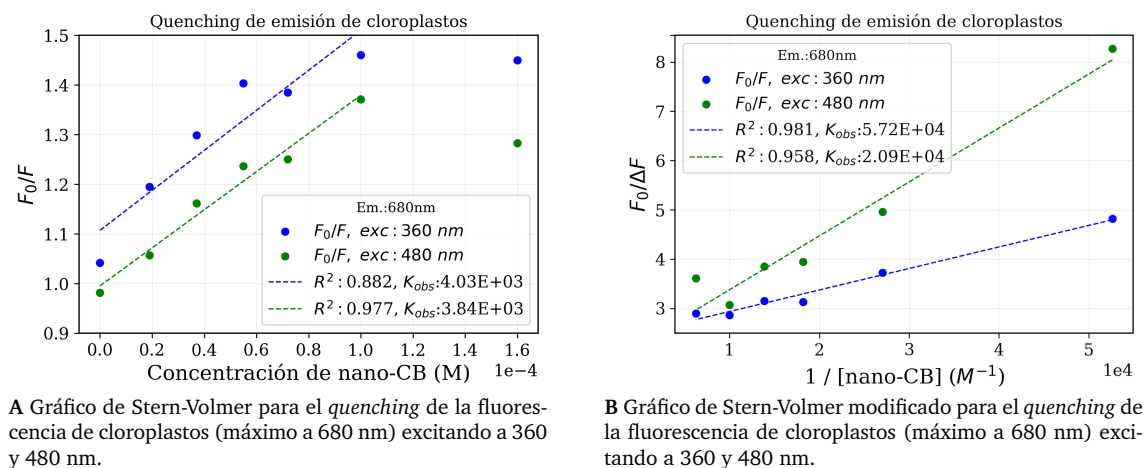 Quenching de emisión de cloroplastos
1.5
1.4
1.3
1.2
1.1
1.0
0.9
F₀/F
Em.:680nm
F₀/F, exc: 360 nm
F₀/F, exc: 480 nm
R²: 0.882, K_obs:4.03E+03
R²: 0.977, K_obs:3.84E+03
0.0 0.2 0.4 0.6 0.8 1.0 1.2 1.4 1.6
1e−4
Concentración de nano-CB (M)
A Gráfico de Stern-Volmer para el quenching de la fluores-
cencia de cloroplastos (máximo a 680 nm) excitando a 360
y 480 nm.
Quenching de emisión de cloroplastos
8
7
6
5
4
3
F₀/ΔF
Em.:680nm
F₀/F, exc: 360 nm
F₀/F, exc: 480 nm
R²: 0.981, K_obs:5.72E+04
R²: 0.958, K_obs:2.09E+04
1 2 3 4 5
1e4
1 / [nano-CB] (M⁻¹)
B Gráfico de Stern-Volmer modificado para el quenching de
la fluorescencia de cloroplastos (máximo a 680 nm) exci-
tando a 360 y 480 nm.